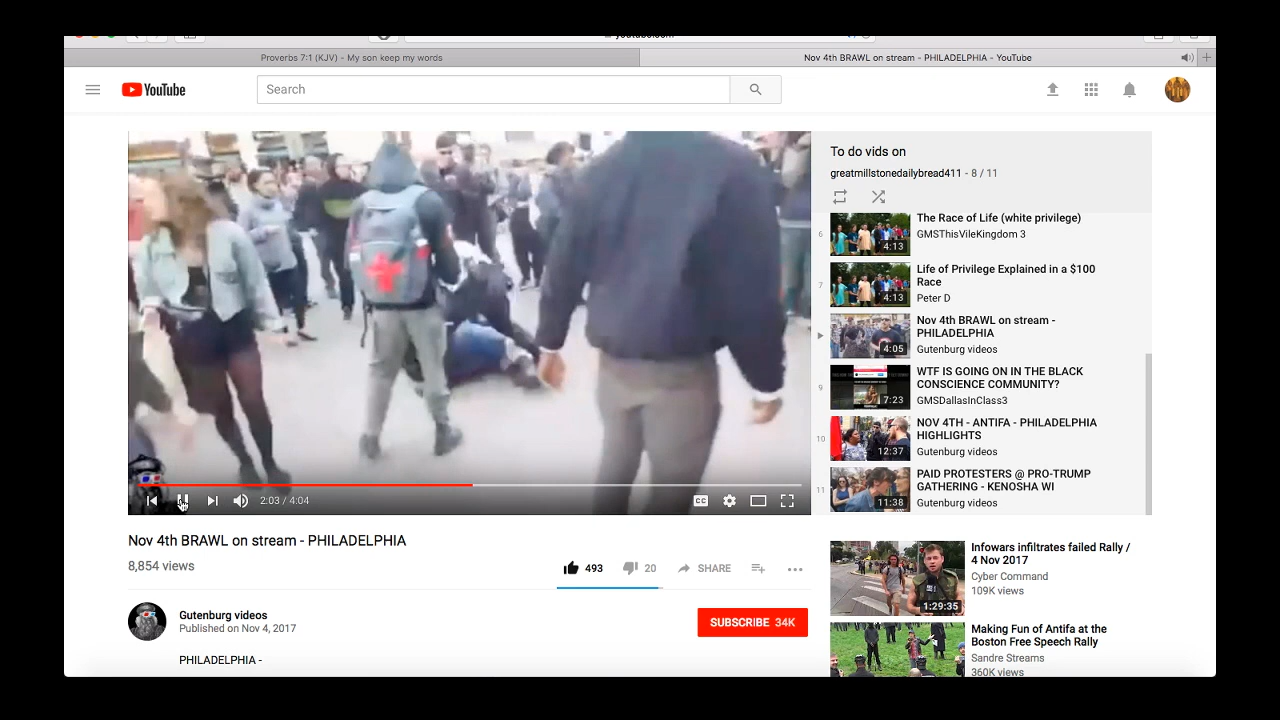 youtube.com
Proverbs 7:1 (KJV) - My son keep my words
Nov 4th BRAWL on stream - PHILADELPHIA - YouTube
YouTube
Search
To do vids on
greatmillstonedailybread411 - 8 / 11
6
The Race of Life (white privilege)
GMSThisVileKingdom 3
4:13
7
Life of Privilege Explained in a $100
Race
Peter D
4:13
Nov 4th BRAWL on stream -
PHILADELPHIA
Gutenburg videos
4:05
9
WTF IS GOING ON IN THE BLACK
CONSCIENCE COMMUNITY?
GMSDallasInClass3
7:23
10
NOV 4TH - ANTIFA - PHILADELPHIA
HIGHLIGHTS
Gutenburg videos
12:37
11
PAID PROTESTERS @ PRO-TRUMP
GATHERING - KENOSHA WI
Gutenburg videos
11:38
2:03 / 4:04
CC
Nov 4th BRAWL on stream - PHILADELPHIA
8,854 views
493
20
SHARE
Gutenburg videos
Published on Nov 4, 2017
SUBSCRIBE 34K
PHILADELPHIA -
Infowars infiltrates failed Rally /
4 Nov 2017
Cyber Command
109K views
1:29:35
Making Fun of Antifa at the
Boston Free Speech Rally
Sandre Streams
360K views